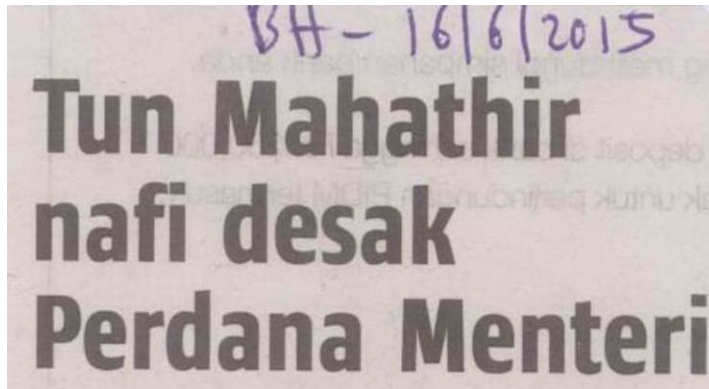 BH - 16/6/2015
Tun Mahathir
nafi desak
Perdana Menteri